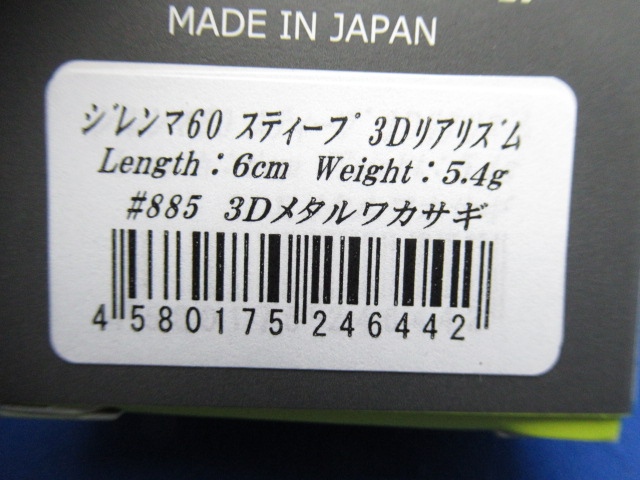 MADE IN JAPAN
ジレンマ60 スティープ 3Dリアリズム
Length：6cm Weight：5.4g
#885 3Dメタルワカサギ
4 580175 246442